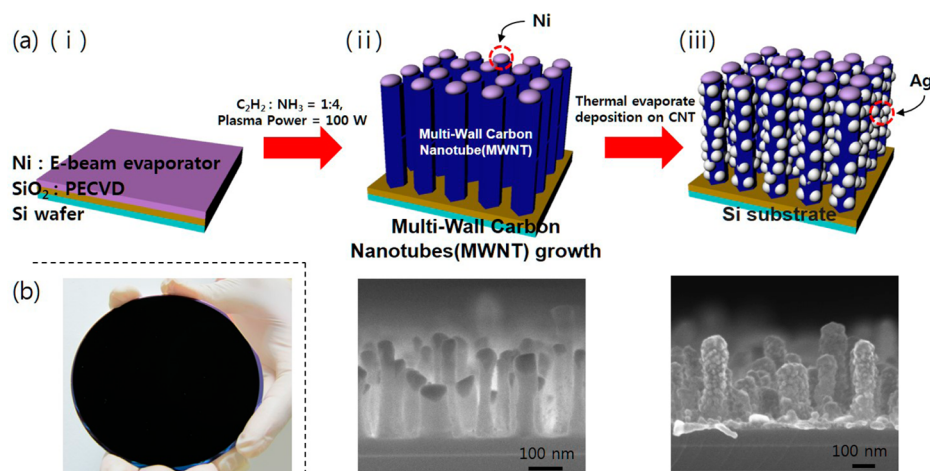 (a) (i)
Ni : E-beam evaporator
SiO₂ : PECVD
Si wafer
C₂H₂ : NH₃ = 1:4,
Plasma Power = 100 W
(ii)
Ni
Multi-Wall Carbon
Nanotube(MWNT)
Multi-Wall Carbon
Nanotubes(MWNT) growth
Thermal evaporate
deposition on CNT
(iii)
Ag
Si substrate
(b)
100 nm
100 nm